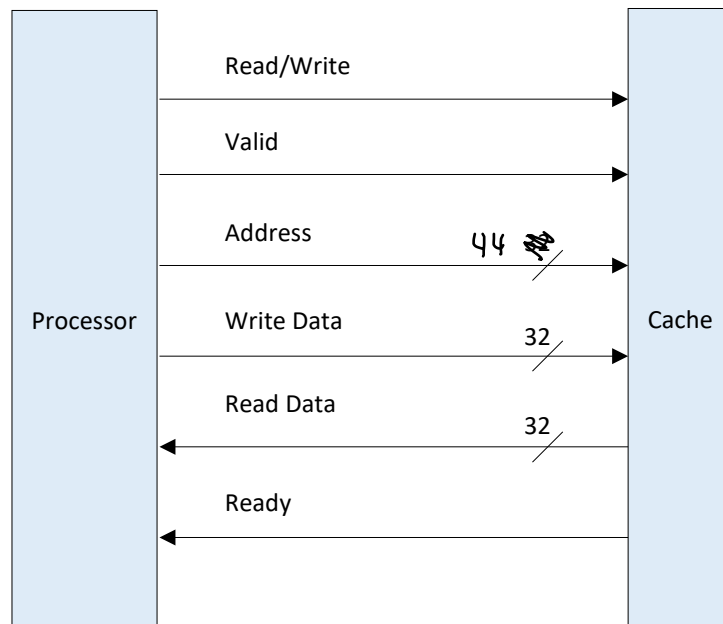 Read/Write
Valid
Address
44
Processor
Write Data
32
Cache
Read Data
32
Ready